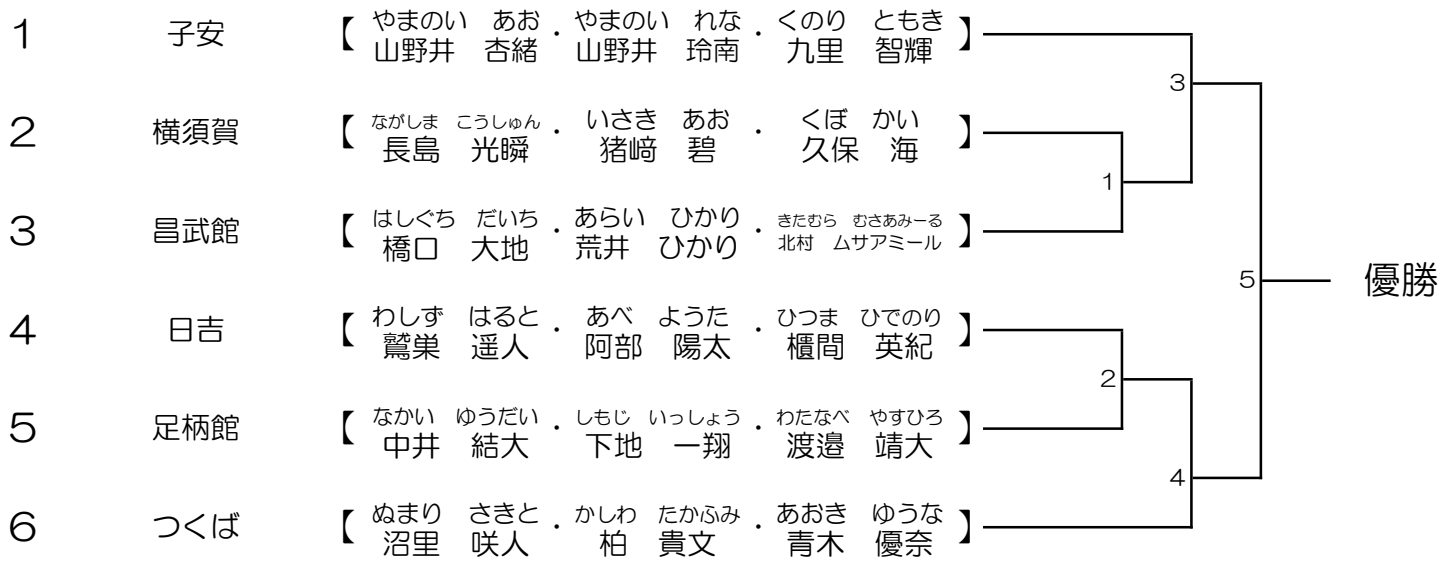 やまのい　あお　やまのい　れな　くのり　ともき
1　子安　【　山野井　杏緒・山野井　玲南・九里　智輝　】
3
ながしま　こうしゅん　いさき　あお　くぼ　かい
2　横須賀　【　長島　光瞬・猪﨑　碧・久保　海　】
1
はしぐち　だいち　あらい　ひかり　きたむら　むさあみーる
3　昌武館　【　橋口　大地・荒井　ひかり・北村　ムサアミール　】
5　優勝
わしず　はると　あべ　ようた　ひつま　ひでのり
4　日吉　【　鷲巣　遥人・阿部　陽太・櫃間　英紀　】
2
なかい　ゆうだい　しもじ　いっしょう　わたなべ　やすひろ
5　足柄館　【　中井　結大・下地　一翔・渡邉　靖大　】
4
ぬまり　さきと　かしわ　たかふみ　あおき　ゆうな
6　つくば　【　沼里　咲人・柏　貴文・青木　優奈　】